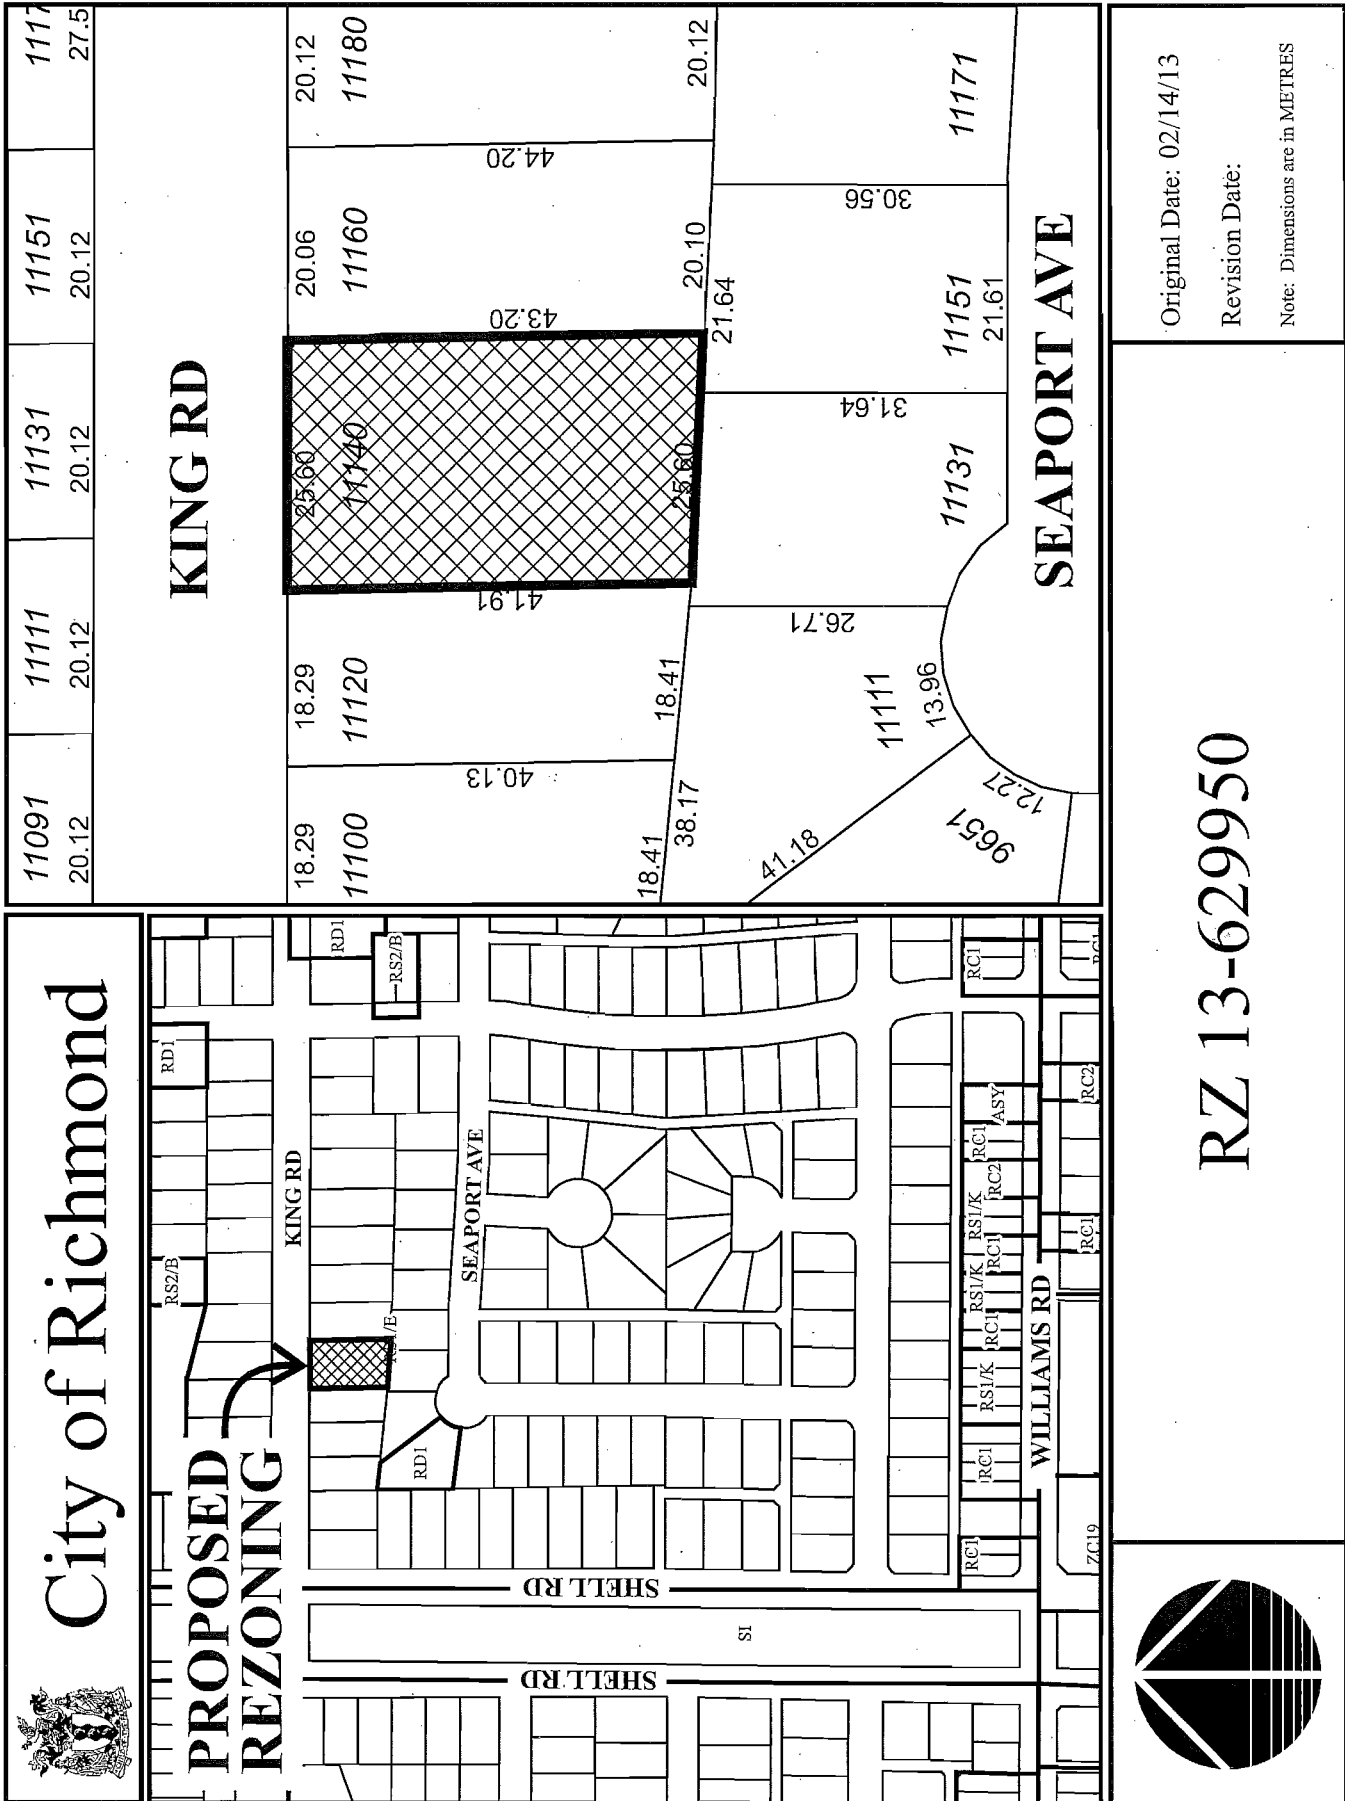 City of Richmond
PROPOSED
REZONING
RD1
RS2/B
RD1
RS2/B
KING RD
RS1/E
SEAPORT AVE
RD1
SHELL RD
SHELL RD
SI
RC1
RC1
RS1/K
RC1
RS1/K
RC1
RS1/K
RC2
RC1
ASY
RC1
WILLIAMS RD
ZC19
RC1
RC2
RC1
11091
20.12
11111
20.12
11131
20.12
11151
20.12
1117
27.5
KING RD
18.29
11100
18.41
40.13
18.29
11120
18.41
41.91
25.60
11140
25.60
43.20
20.06
11160
20.10
44.20
20.12
11180
20.12
38.17
41.18
9651
12.27
11111
13.96
26.71
11131
31.64
21.64
11151
21.61
30.56
11171
SEAPORT AVE
RZ 13-629950
Original Date: 02/14/13
Revision Date:
Note: Dimensions are in METRES